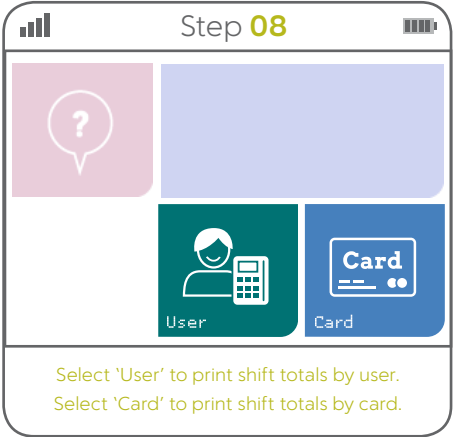 Step 08
?
Card
User
Card
Select ‘User’ to print shift totals by user.
Select ‘Card’ to print shift totals by card.